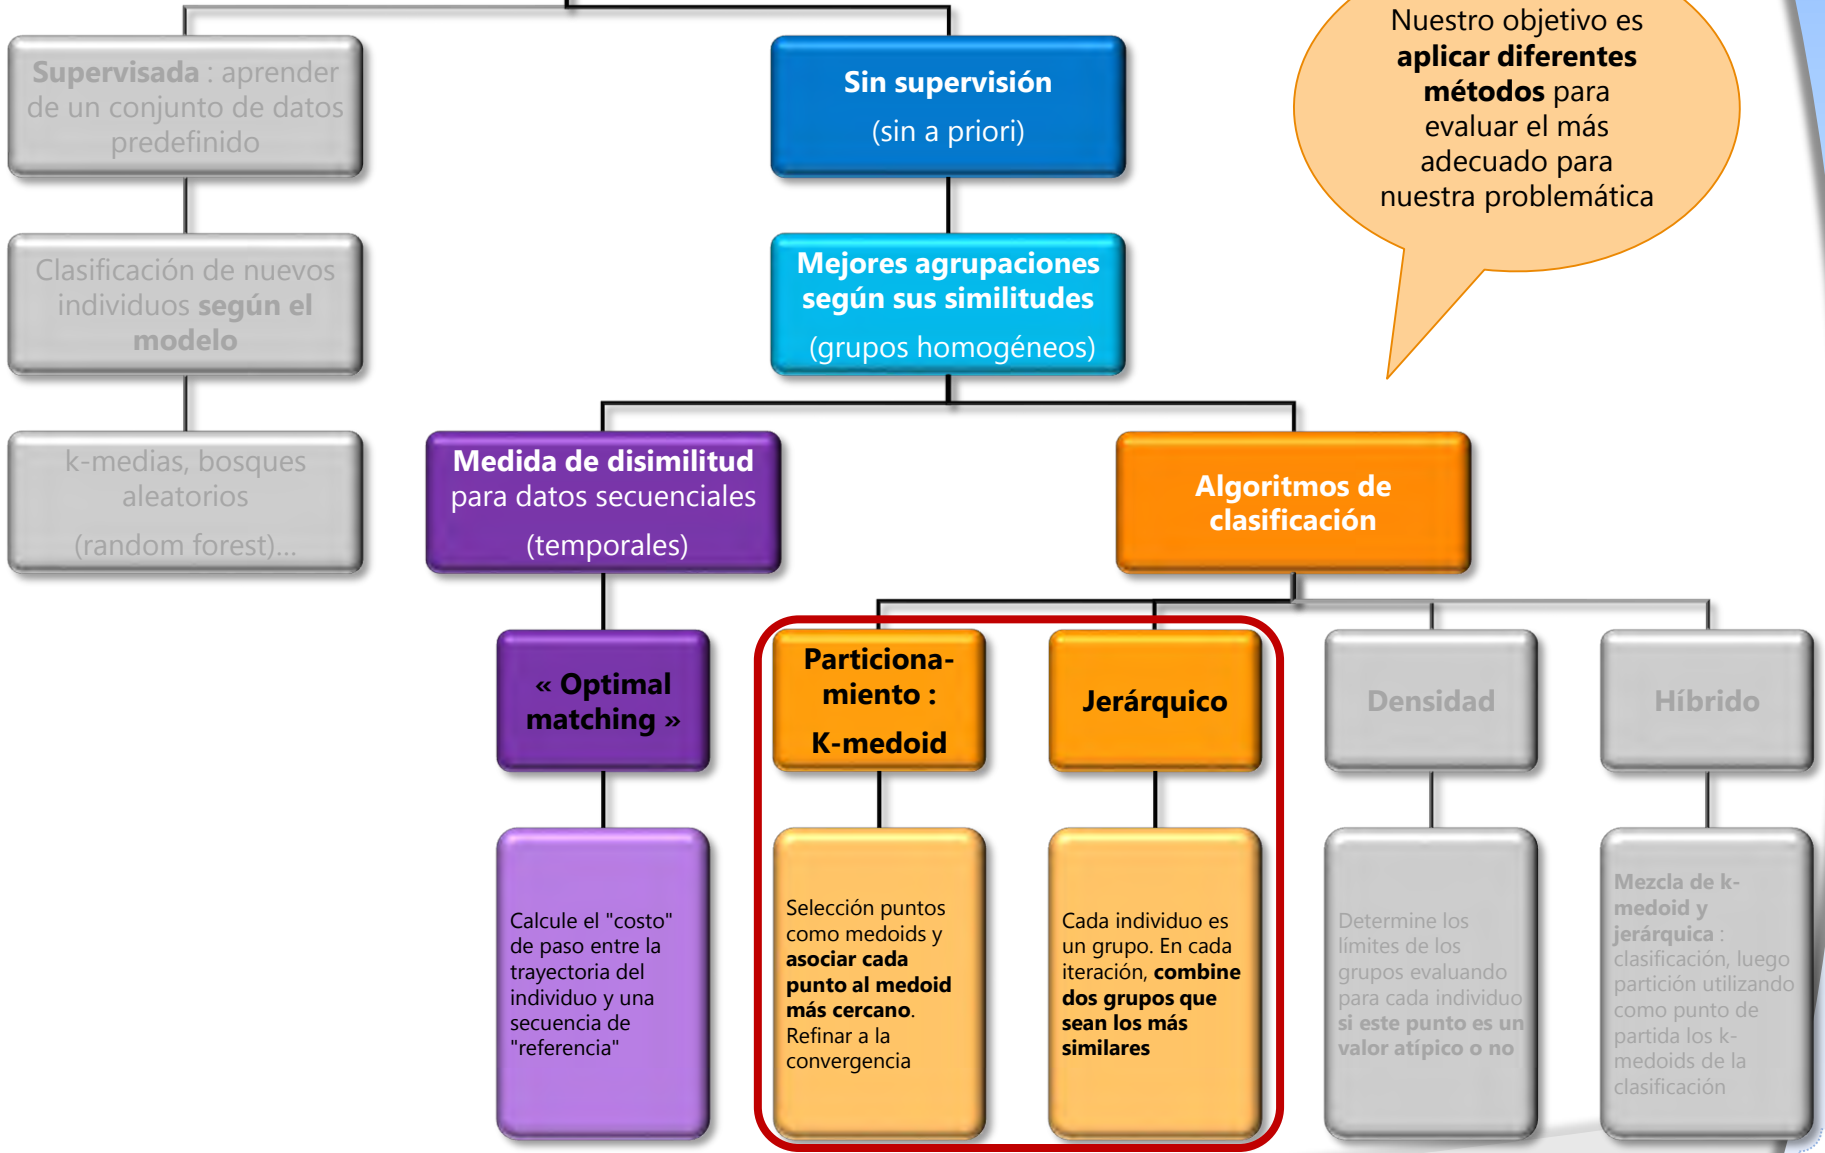 Nuestro objetivo es
aplicar diferentes
métodos para
evaluar el más
adecuado para
nuestra problemática
Supervisada : aprender
de un conjunto de datos
predefinido
Sin supervisión
(sin a priori)
Clasificación de nuevos
individuos según el
modelo
Mejores agrupaciones
según sus similitudes
(grupos homogéneos)
k-medias, bosques
aleatorios
(random forest)...
Medida de disimilitud
para datos secuenciales
(temporales)
Algoritmos de
clasificación
« Optimal
matching »
Particiona-
miento :
K-medoid
Jerárquico
Densidad
Híbrido
Calcule el "costo"
de paso entre la
trayectoria del
individuo y una
secuencia de
"referencia"
Selección puntos
como medoids y
asociar cada
punto al medoid
más cercano.
Refinar a la
convergencia
Cada individuo es
un grupo. En cada
iteración, combine
dos grupos que
sean los más
similares
Determine los
límites de los
grupos evaluando
para cada individuo
si este punto es un
valor atípico o no
Mezcla de k-
medoid y
jerárquica :
clasificación, luego
partición utilizando
como punto de
partida los k-
medoids de la
clasificación